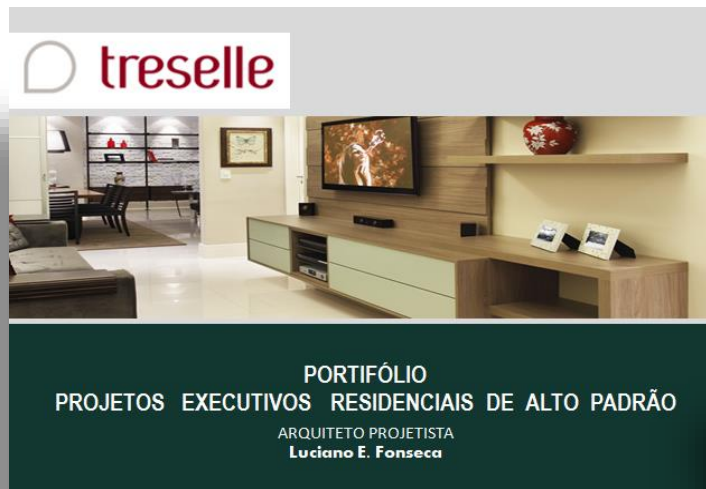 treselle
PORTIFÓLIO
PROJETOS EXECUTIVOS RESIDENCIAIS DE ALTO PADRÃO
ARQUITETO PROJETISTA
Luciano E. Fonseca